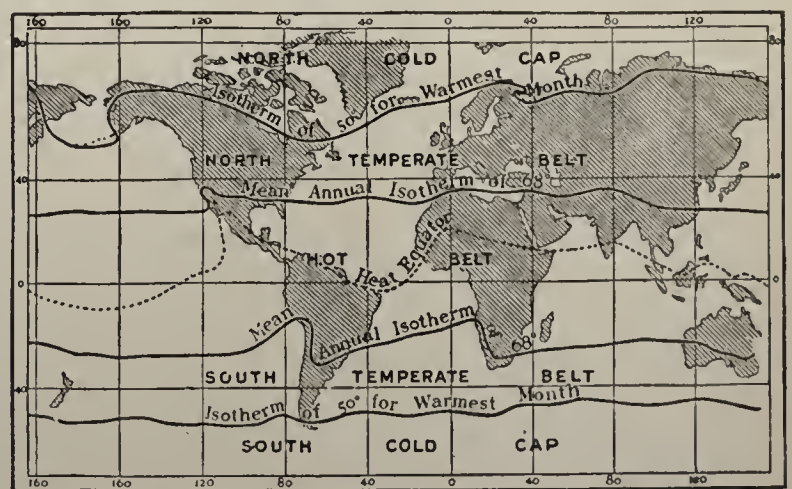 160 160 120 80 40 0 40 80 120
80 80
NORTH COLD CAP
Isotherm of 50° for Warmest Month
NORTH TEMPERATE BELT
40 40
Mean Annual Isotherm of 68°
HOT BELT
Heat Equator
0 0
Mean Annual Isotherm 68°
SOUTH TEMPERATE BELT
40
Isotherm of 50° for Warmest Month
SOUTH COLD CAP
160 160 120 80 40 0 40 80 120